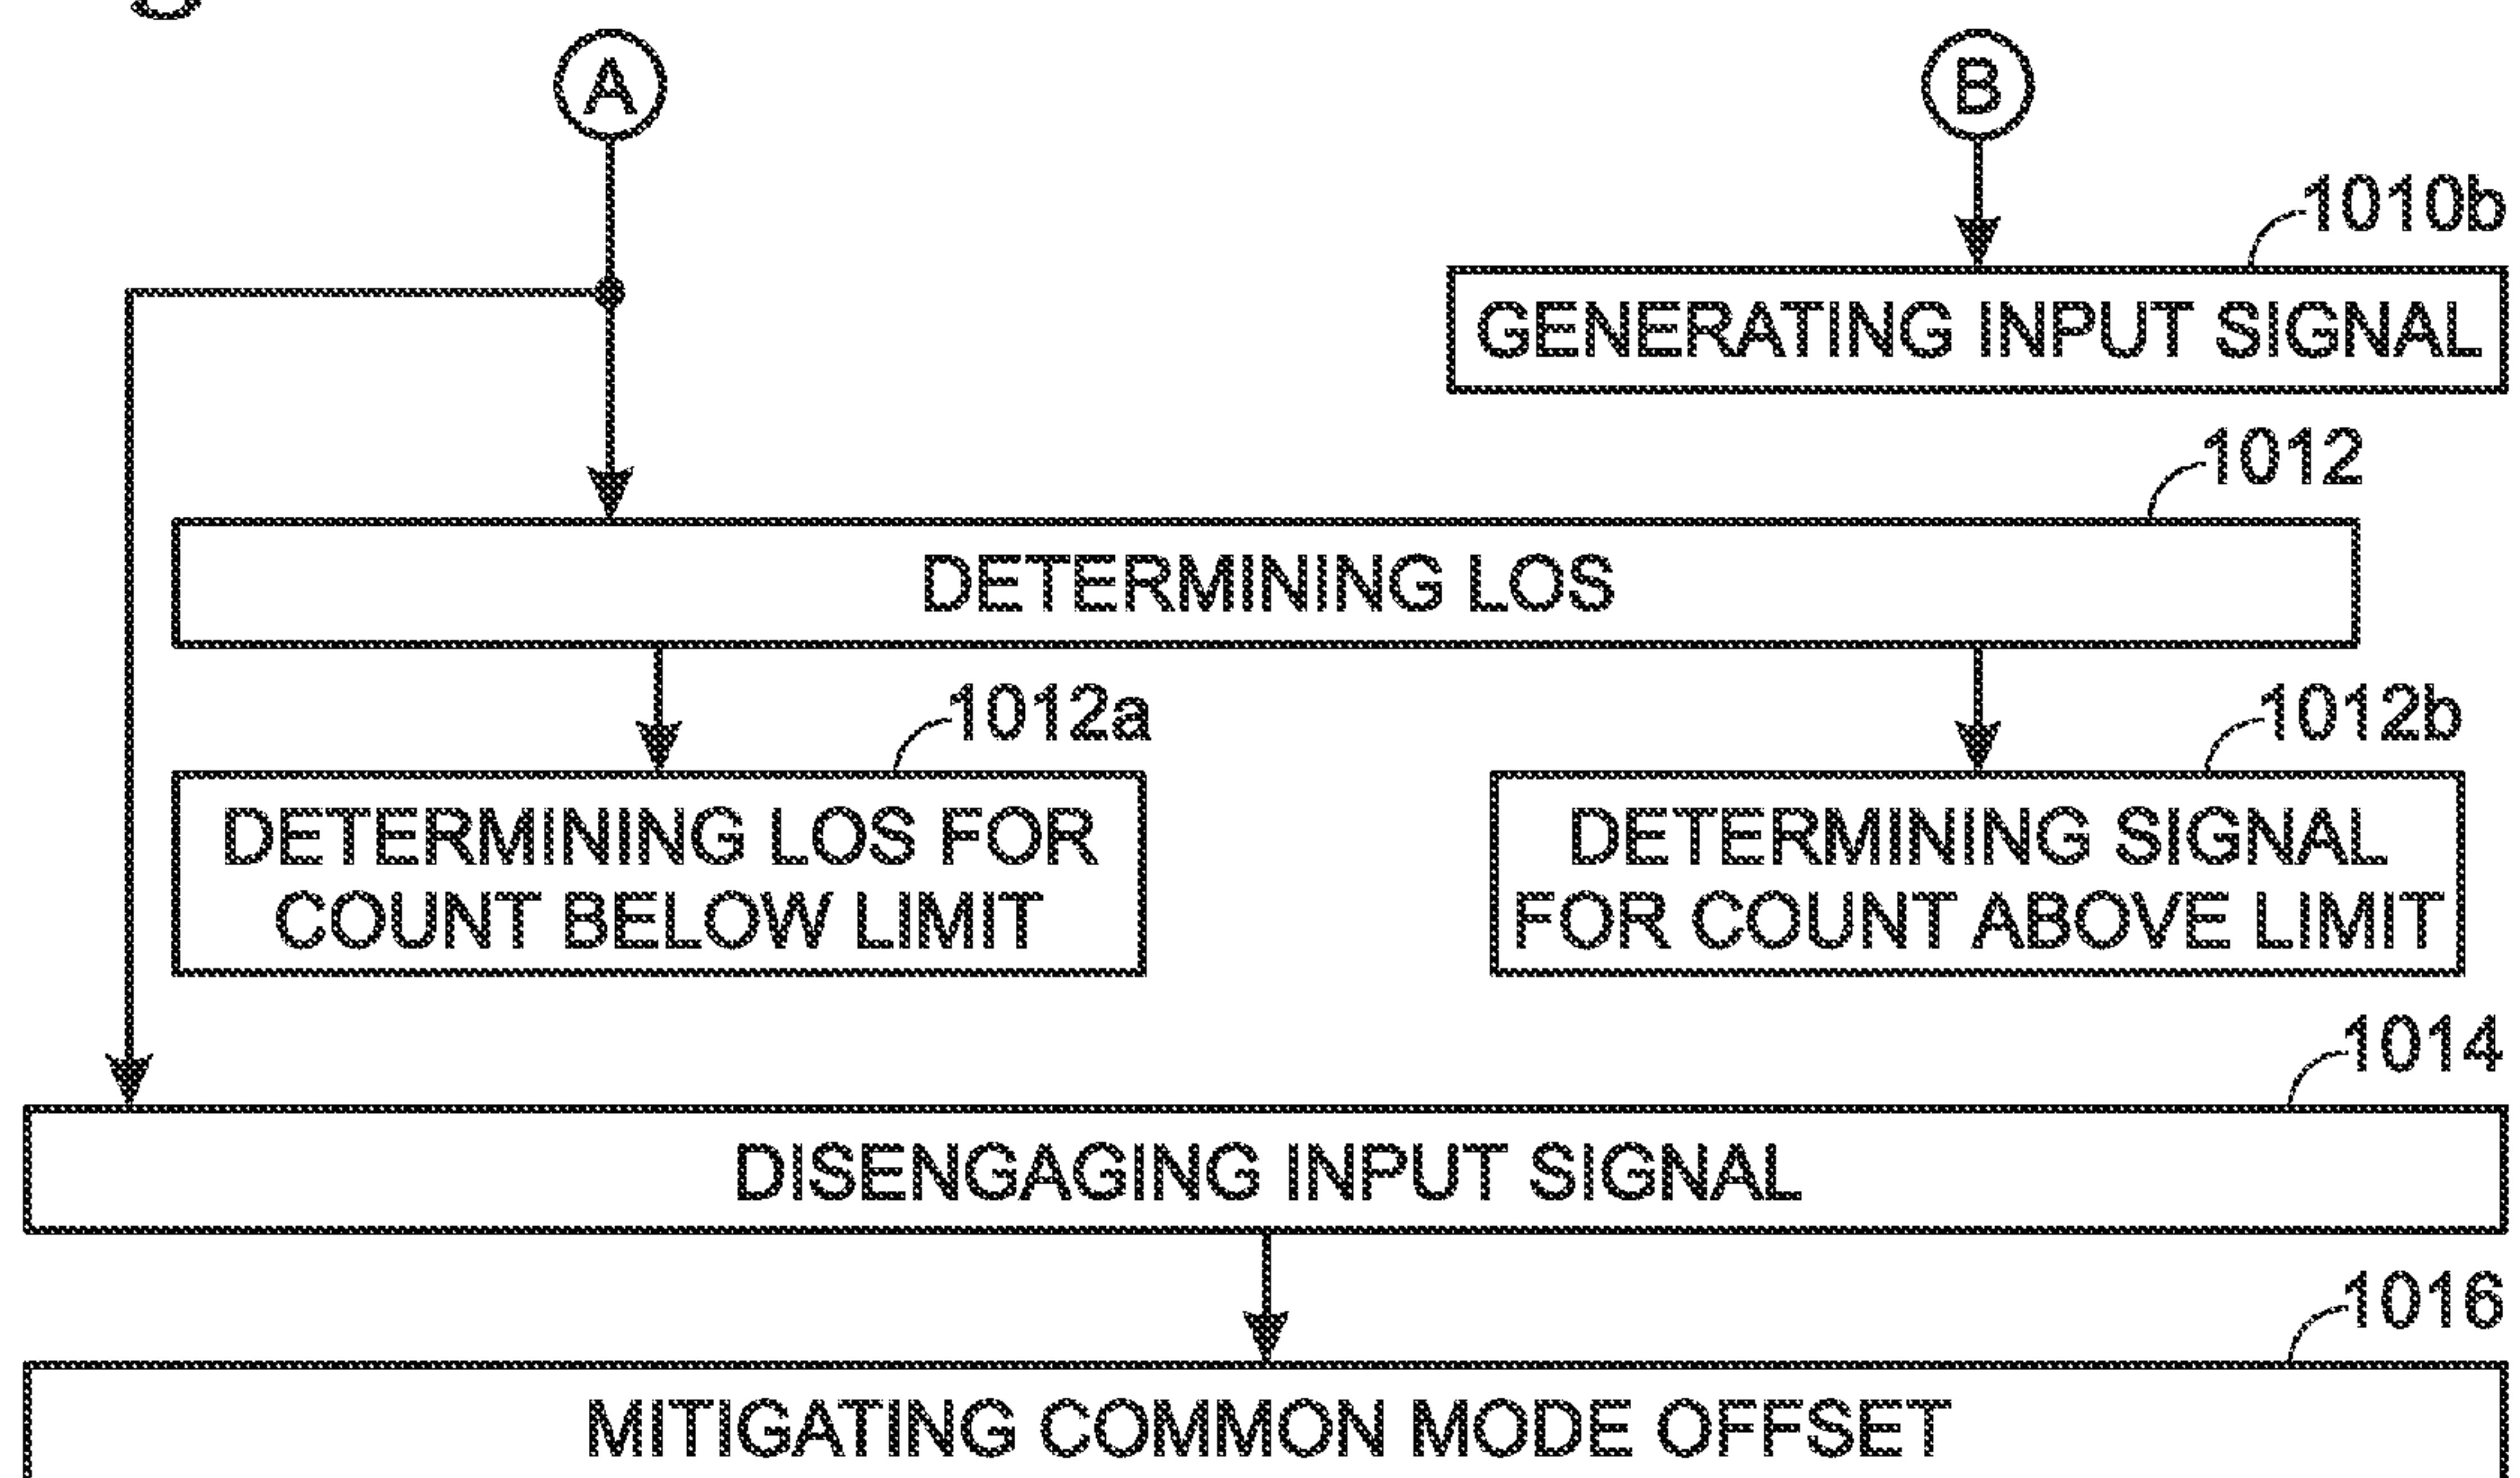 A
B
1010b
GENERATING INPUT SIGNAL
1012
DETERMINING LOS
1012a
1012b
DETERMINING LOS FOR
COUNT BELOW LIMIT
DETERMINING SIGNAL
FOR COUNT ABOVE LIMIT
1014
DISENGAGING INPUT SIGNAL
1016
MITIGATING COMMON MODE OFFSET